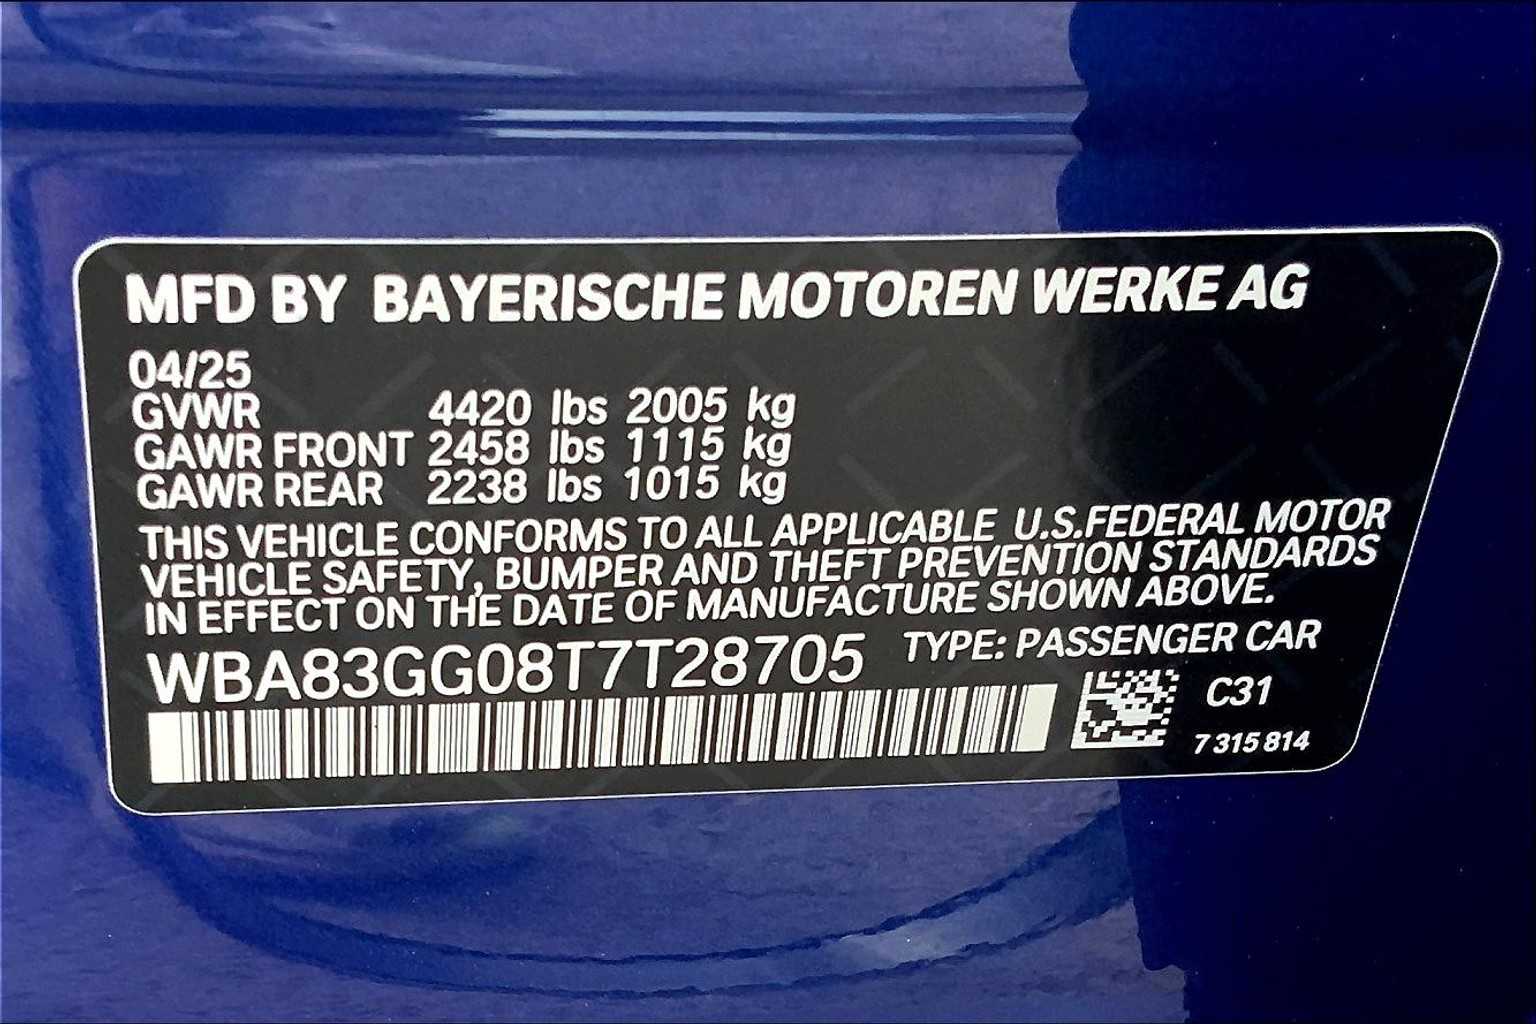 MFD BY BAYERISCHE MOTOREN WERKE AG
04/25
GVWR 4420 lbs 2005 kg
GAWR FRONT 2458 lbs 1115 kg
GAWR REAR 2238 lbs 1015 kg
THIS VEHICLE CONFORMS TO ALL APPLICABLE U.S.FEDERAL MOTOR
VEHICLE SAFETY, BUMPER AND THEFT PREVENTION STANDARDS
IN EFFECT ON THE DATE OF MANUFACTURE SHOWN ABOVE.
WBA83GG08T7T28705 TYPE: PASSENGER CAR
C31
7 315 814